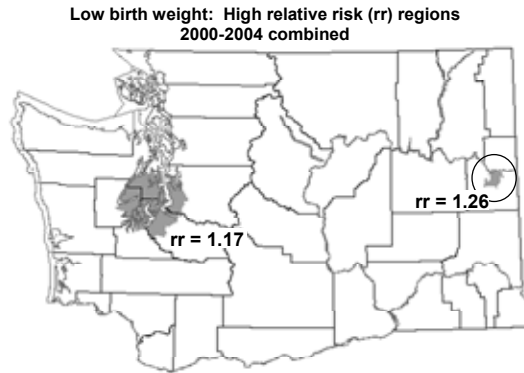 Low birth weight:  High relative risk (rr) regions
2000-2004 combined
rr = 1.26
rr = 1.17